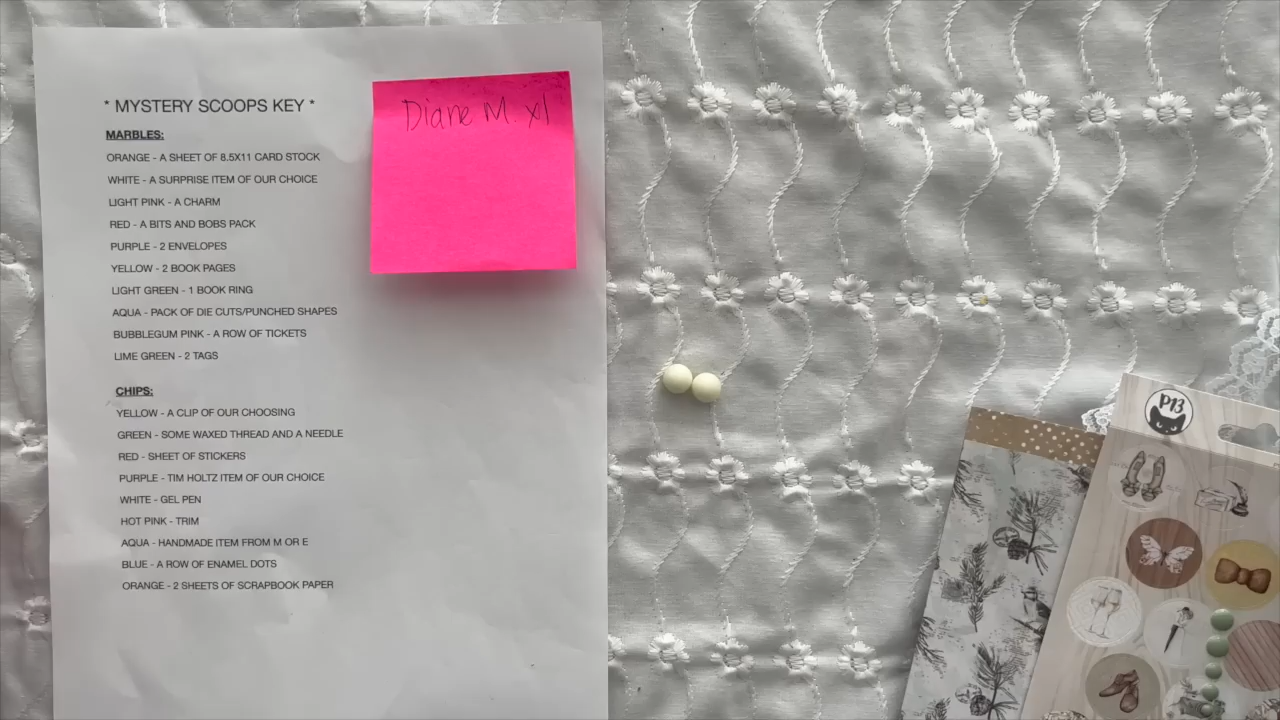 * MYSTERY SCOOPS KEY *
MARBLES:
ORANGE - A SHEET OF 8.5X11 CARD STOCK
WHITE - A SURPRISE ITEM OF OUR CHOICE
LIGHT PINK - A CHARM
RED - A BITS AND BOBS PACK
PURPLE - 2 ENVELOPES
YELLOW - 2 BOOK PAGES
LIGHT GREEN - 1 BOOK RING
AQUA - PACK OF DIE CUTS/PUNCHED SHAPES
BUBBLEGUM PINK - A ROW OF TICKETS
LIME GREEN - 2 TAGS
CHIPS:
YELLOW - A CLIP OF OUR CHOOSING
GREEN - SOME WAXED THREAD AND A NEEDLE
RED - SHEET OF STICKERS
PURPLE - TIM HOLTZ ITEM OF OUR CHOICE
WHITE - GEL PEN
HOT PINK - TRIM
AQUA - HANDMADE ITEM FROM M OR E
BLUE - A ROW OF ENAMEL DOTS
ORANGE - 2 SHEETS OF SCRAPBOOK PAPER
Diane M. x1
P13